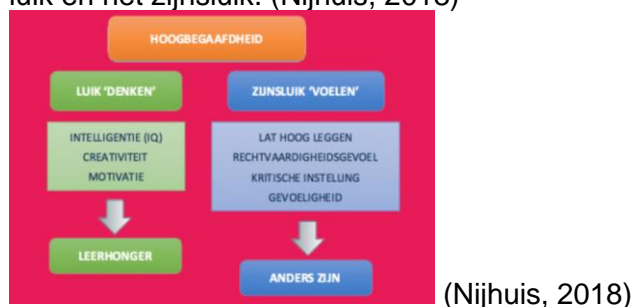 luik en het zijnsluik. (Nijhuis, 2018)
HOOGBEGAAFDHEID
LUIK 'DENKEN'
ZIJNSLUIK 'VOELEN'
INTELLIGENTIE (IQ)
CREATIVITEIT
MOTIVATIE
LAT HOOG LEGGEN
RECHTVAARDIGHEIDSGEVOEL
KRITISCHE INSTELLING
GEVOELIGHEID
LEERHONGER
ANDERS ZIJN
(Nijhuis, 2018)